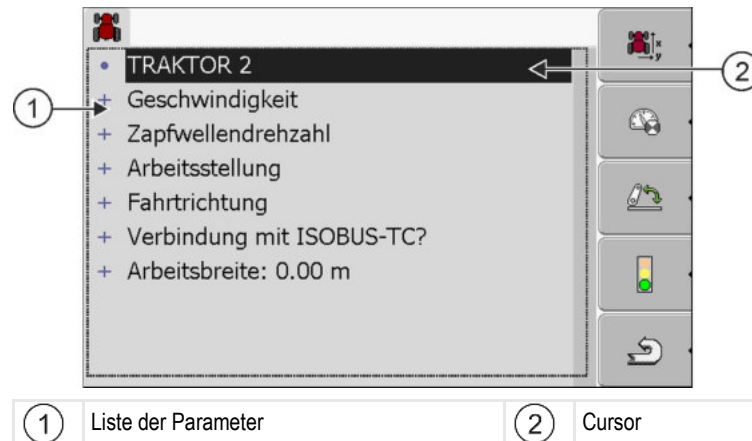 TRAKTOR 2
+ Geschwindigkeit
+ Zapfwellendrehzahl
+ Arbeitsstellung
+ Fahrtrichtung
+ Verbindung mit ISOBUS-TC?
+ Arbeitsbreite: 0.00 m
x
y
1
2
1 Liste der Parameter 2 Cursor